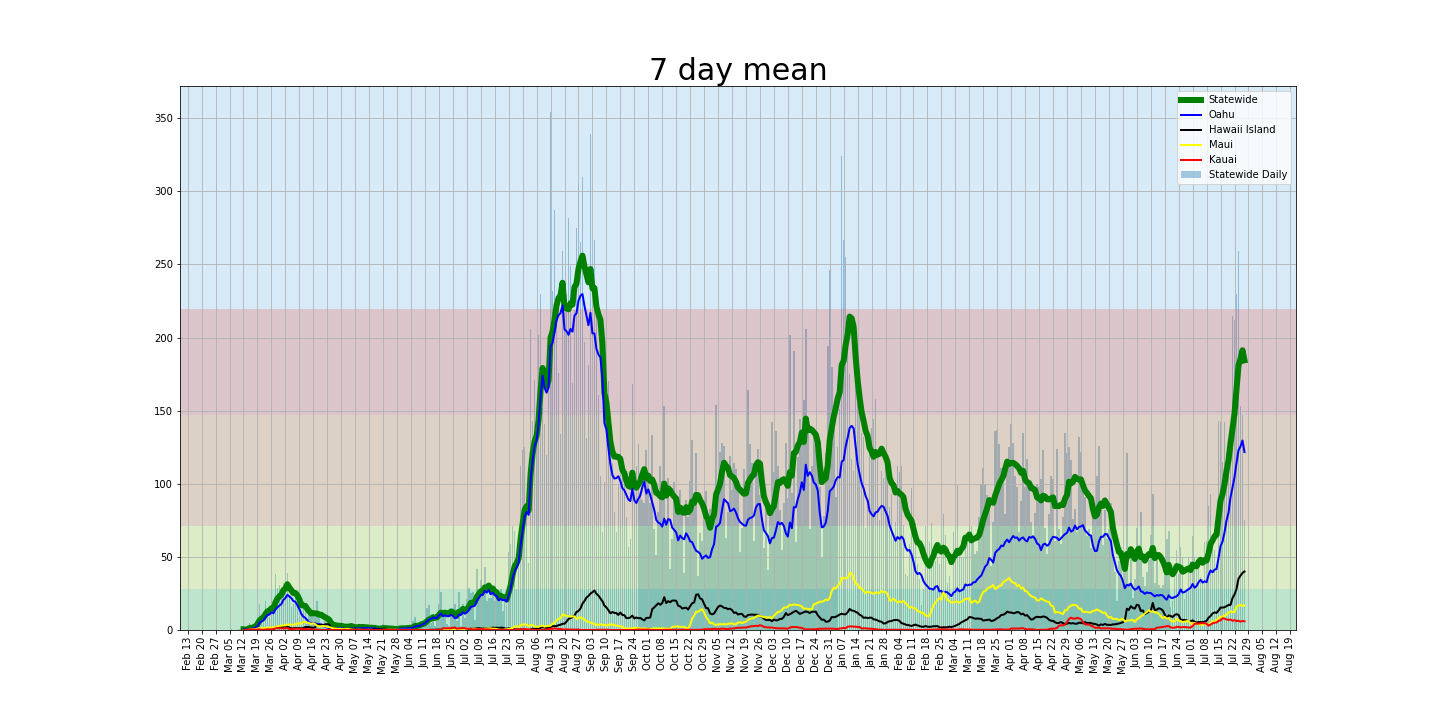 7 day mean
350
300
250
200
150
100
50
0
Statewide
Oahu
Hawaii Island
Maui
Kauai
Statewide Daily
Feb 13
Feb 20
Feb 27
Mar 05
Mar 12
Mar 19
Mar 26
Apr 02
Apr 09
Apr 16
Apr 23
Apr 30
May 07
May 14
May 21
May 28
Jun 04
Jun 11
Jun 18
Jun 25
Jul 02
Jul 09
Jul 16
Jul 23
Jul 30
Aug 06
Aug 13
Aug 20
Aug 27
Sep 03
Sep 10
Sep 17
Sep 24
Oct 01
Oct 08
Oct 15
Oct 22
Oct 29
Nov 05
Nov 12
Nov 19
Nov 26
Dec 03
Dec 10
Dec 17
Dec 24
Dec 31
Jan 07
Jan 14
Jan 21
Jan 28
Feb 04
Feb 11
Feb 18
Feb 25
Mar 04
Mar 11
Mar 18
Mar 25
Apr 01
Apr 08
Apr 15
Apr 22
Apr 29
May 06
May 13
May 20
May 27
Jun 03
Jun 10
Jun 17
Jun 24
Jul 01
Jul 08
Jul 15
Jul 22
Jul 29
Aug 05
Aug 12
Aug 19